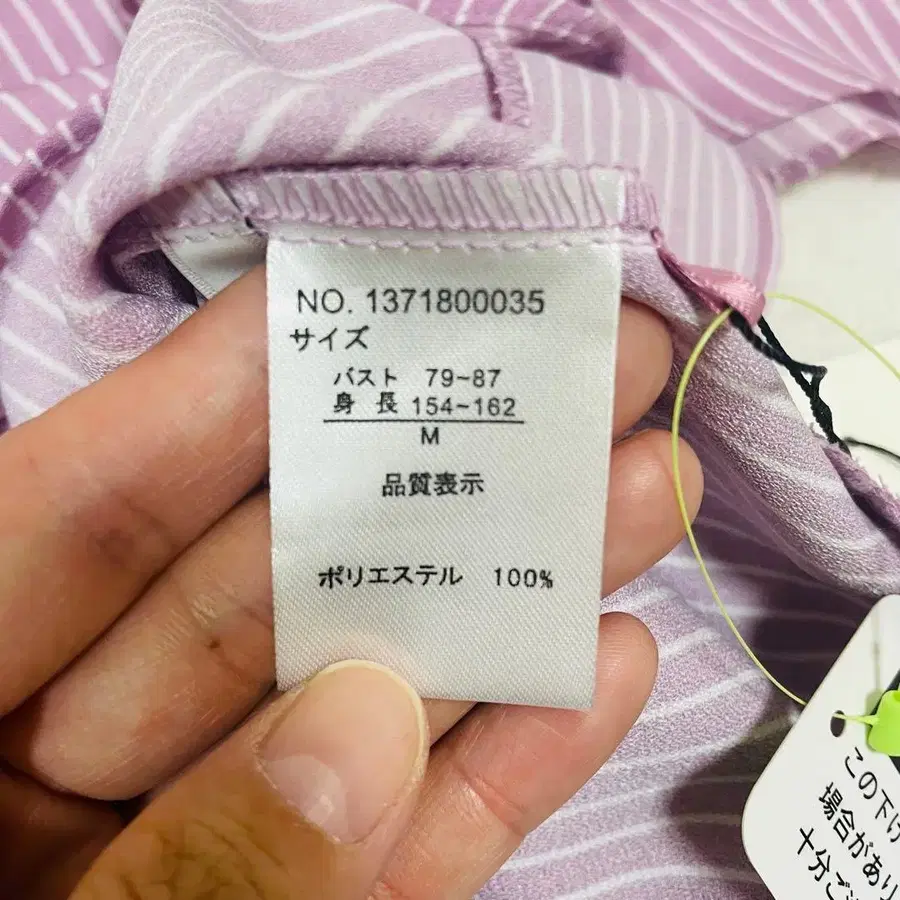 NO. 1371800035
サイズ
バスト 79~87
身長 154~162
M
品質表示
ポリエステル 100%
この下げ
場合があり
十分ご